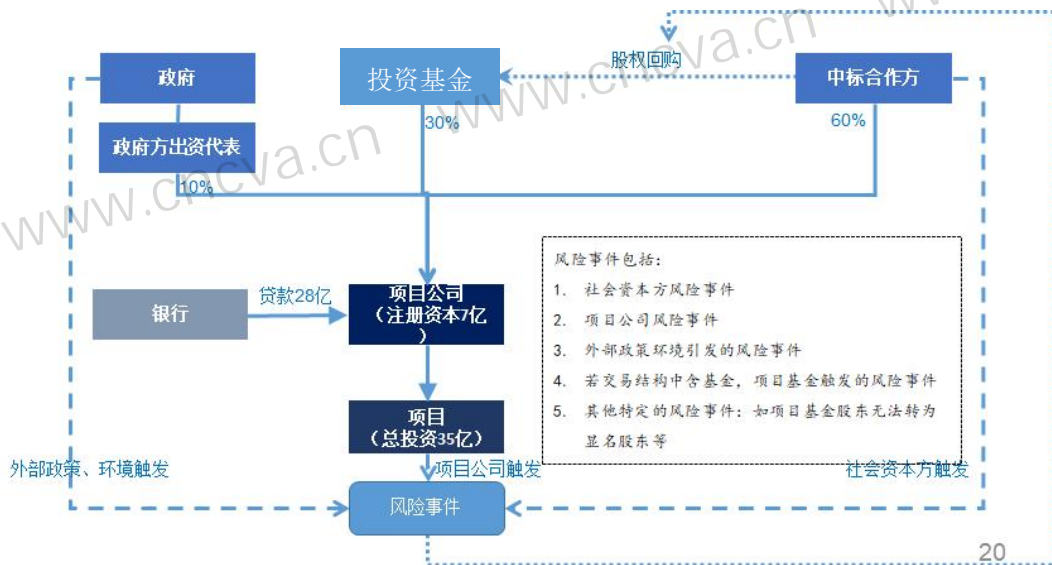 www.cncva.cn www.cncva.cn www.
股权回购
政府
投资基金
中标合作方
30%
60%
政府方出资代表
10%
风险事件包括：
1. 社会资本方风险事件
2. 项目公司风险事件
3. 外部政策环境引发的风险事件
4. 若交易结构中含基金，项目基金触发的风险事件
5. 其他特定的风险事件：如项目基金股东无法转为
显名股东等
银行
贷款28亿
项目公司
（注册资本7亿
）
项目
（总投资35亿）
外部政策、环境触发
项目公司触发
社会资本方触发
风险事件
20